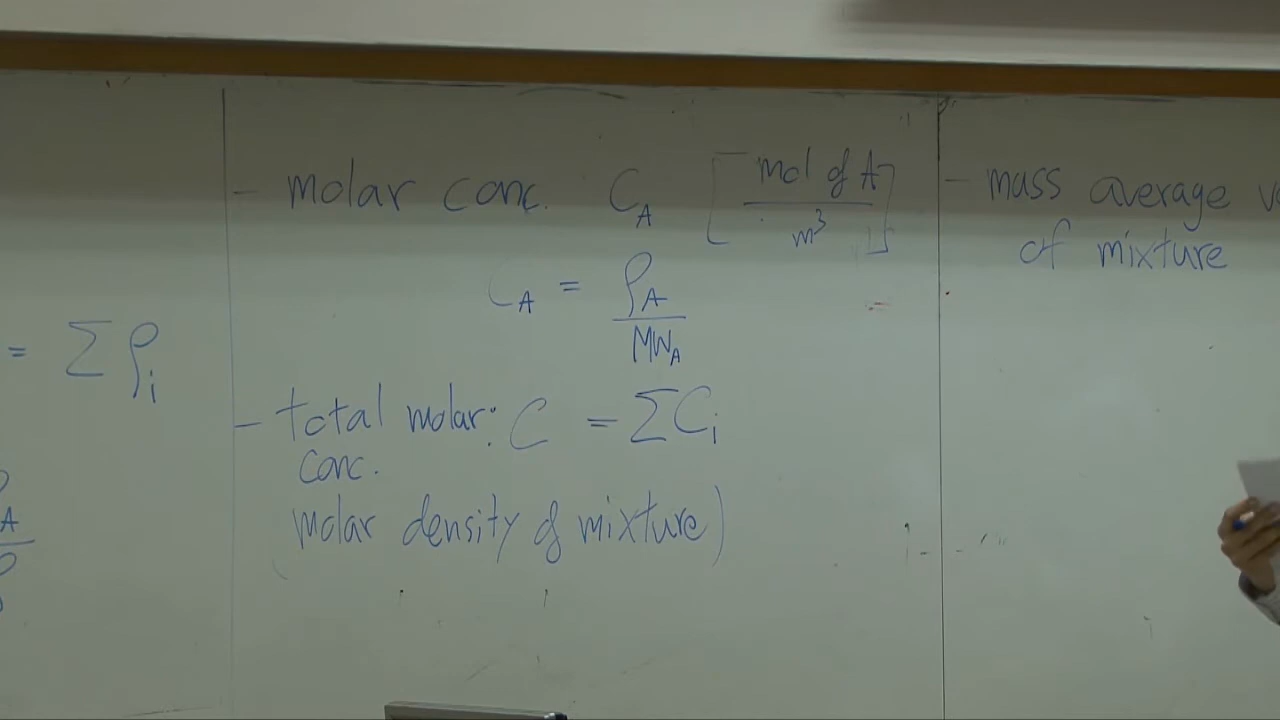 = Σ ρi
A
- molar conc. CA [mol of A / m³]
CA = ρA / MWA
- total molar: C = ΣCi
conc.
(molar density of mixture)
- mass average
of mixture